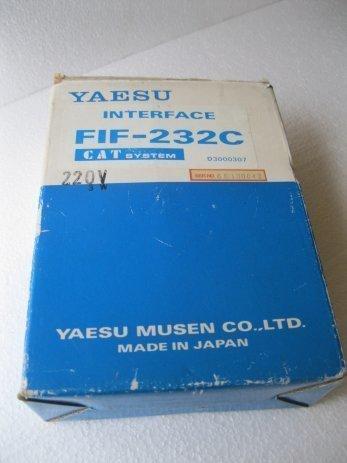 YAESU
INTERFACE
FIF-232C
CAT SYSTEM
D3000307
220V
YAESU MUSEN CO.,LTD.
MADE IN JAPAN